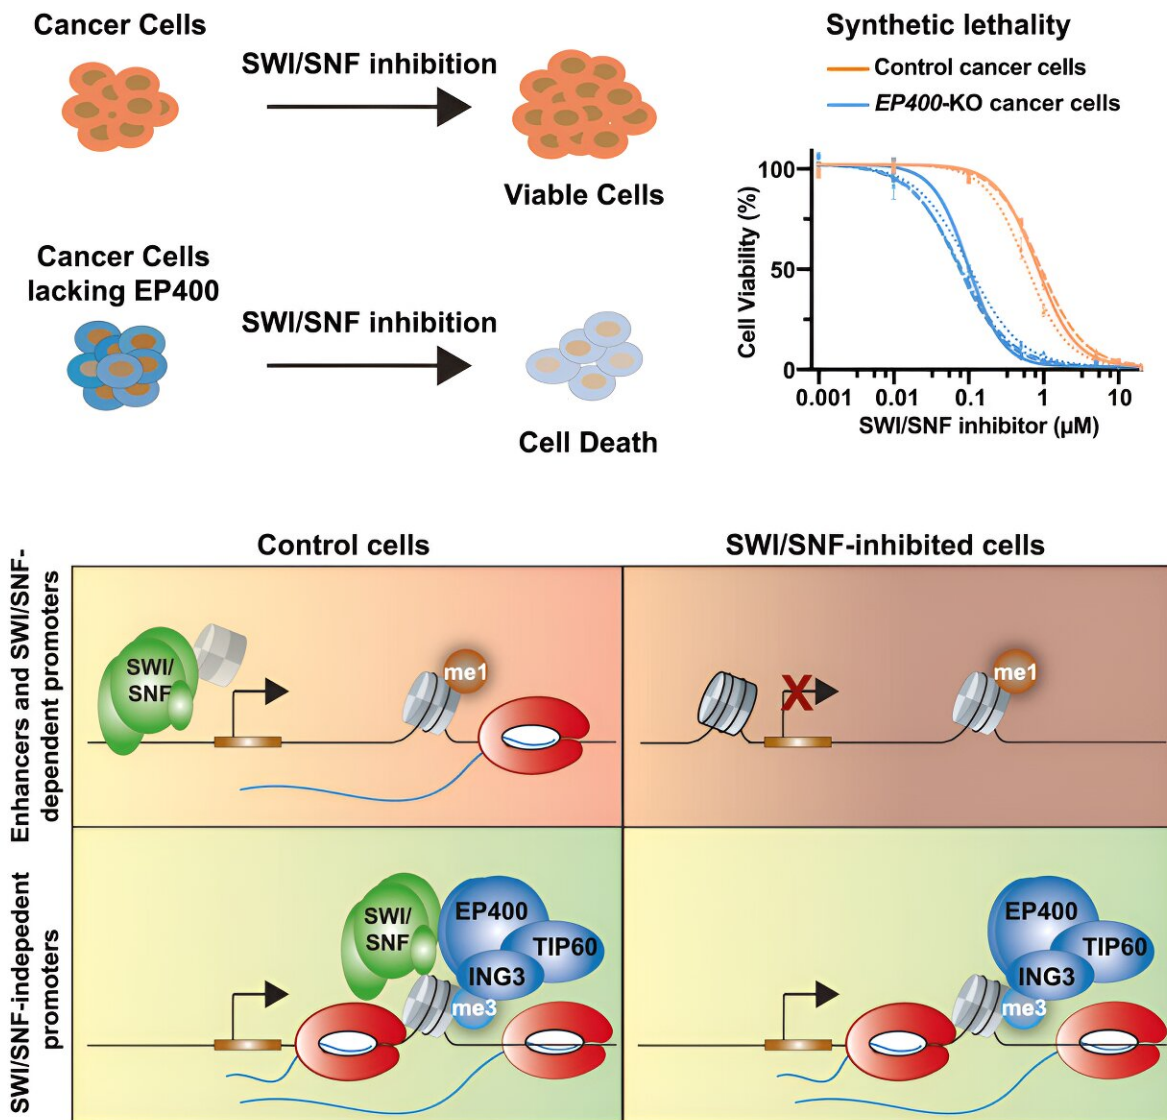 Cancer Cells
SWI/SNF inhibition
Viable Cells
Cancer Cells
lacking EP400
SWI/SNF inhibition
Cell Death
Synthetic lethality
Control cancer cells
EP400-KO cancer cells
Cell Viability (%)
100
50
0
0.001 0.01 0.1 1 10
SWI/SNF inhibitor (µM)
Control cells
SWI/SNF-inhibited cells
Enhancers and SWI/SNF-
dependent promoters
SWI/
SNF
me1
X
me1
SWI/SNF-indepedent
promoters
SWI/
SNF
EP400
TIP60
ING3
me3
EP400
TIP60
ING3
me3